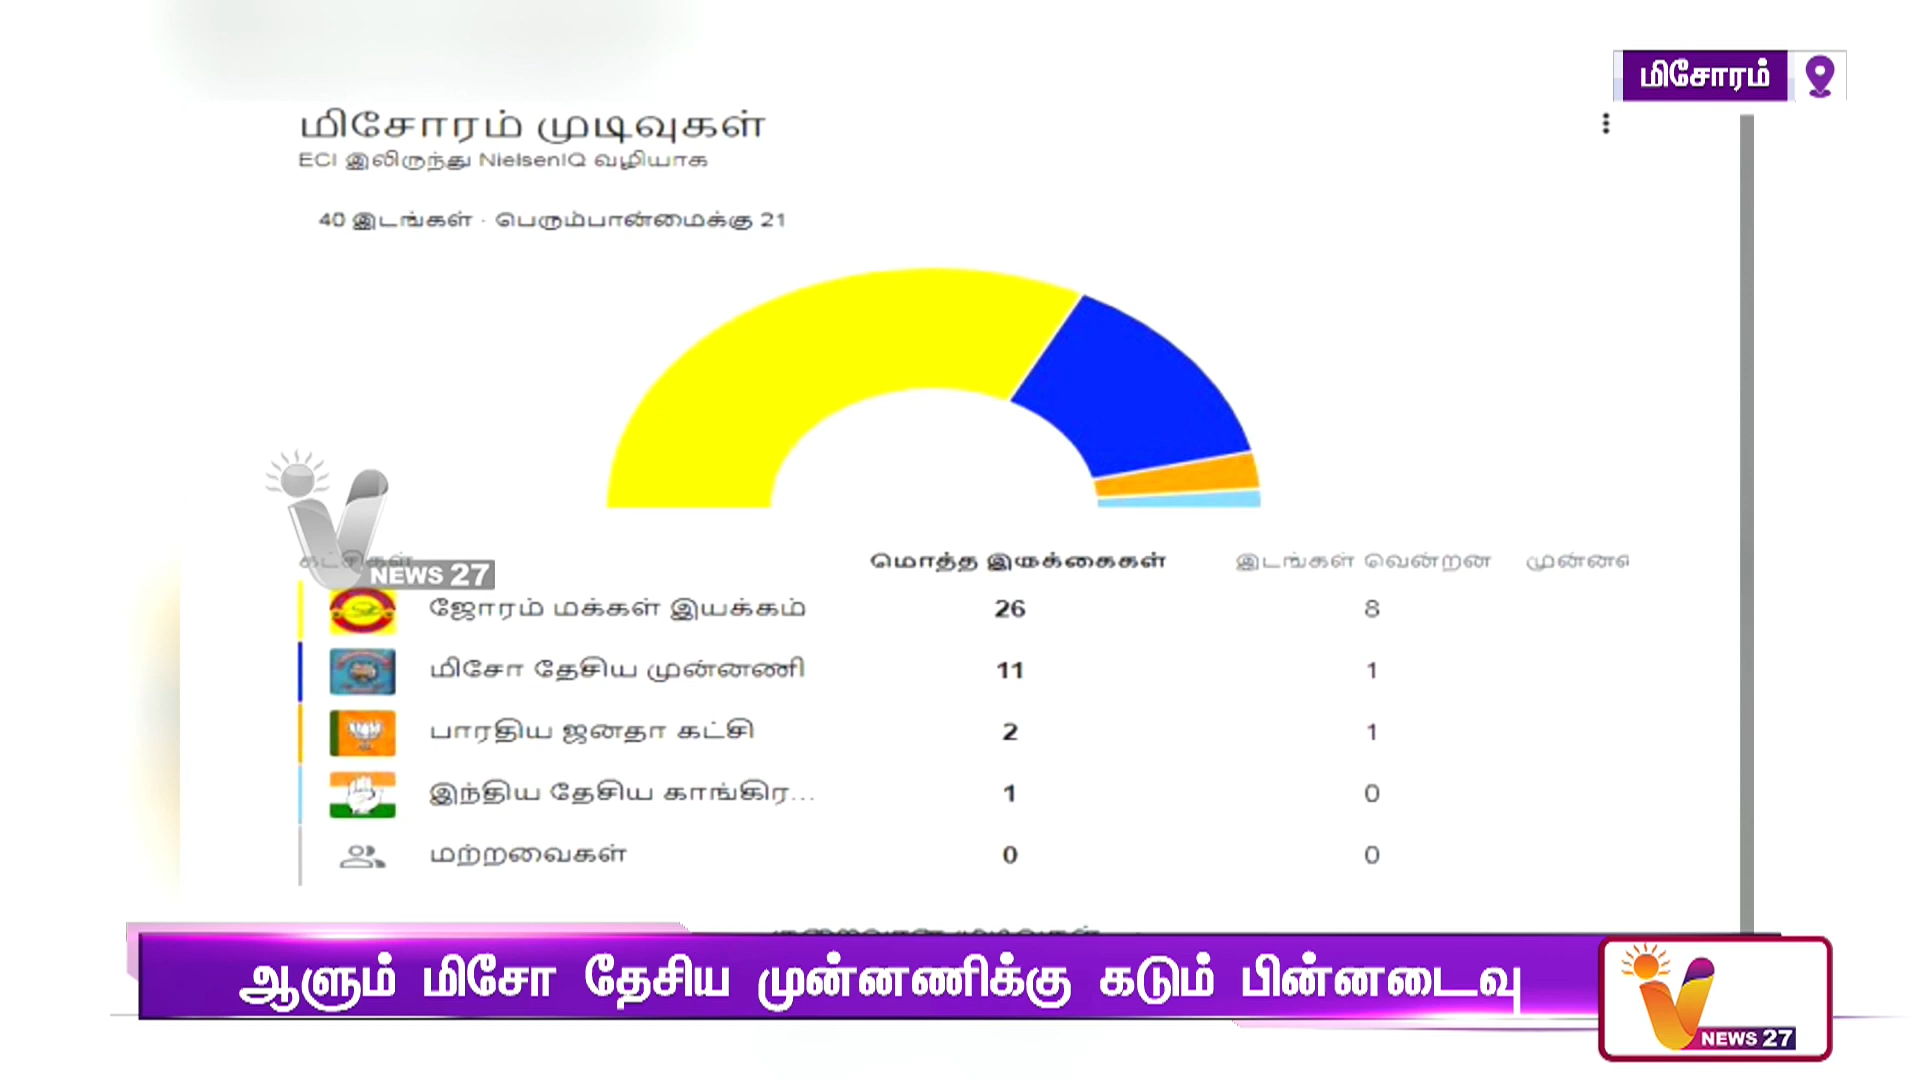 மிசோரம்
மிசோரம் முடிவுகள்
ECI இலிருந்து NielsenIQ வழியாக
40 இடங்கள் · பெரும்பான்மைக்கு 21
கட்சிகள் மொத்த இருக்கைகள் இடங்கள் வென்றன
NEWS 27
ஜோரம் மக்கள் இயக்கம் 26 8
மிசோ தேசிய முன்னணி 11 1
பாரதிய ஜனதா கட்சி 2 1
இந்திய தேசிய காங்கிர... 1 0
மற்றவைகள் 0 0
ஆளும் மிசோ தேசிய முன்னணிக்கு கடும் பின்னடைவு
NEWS 27